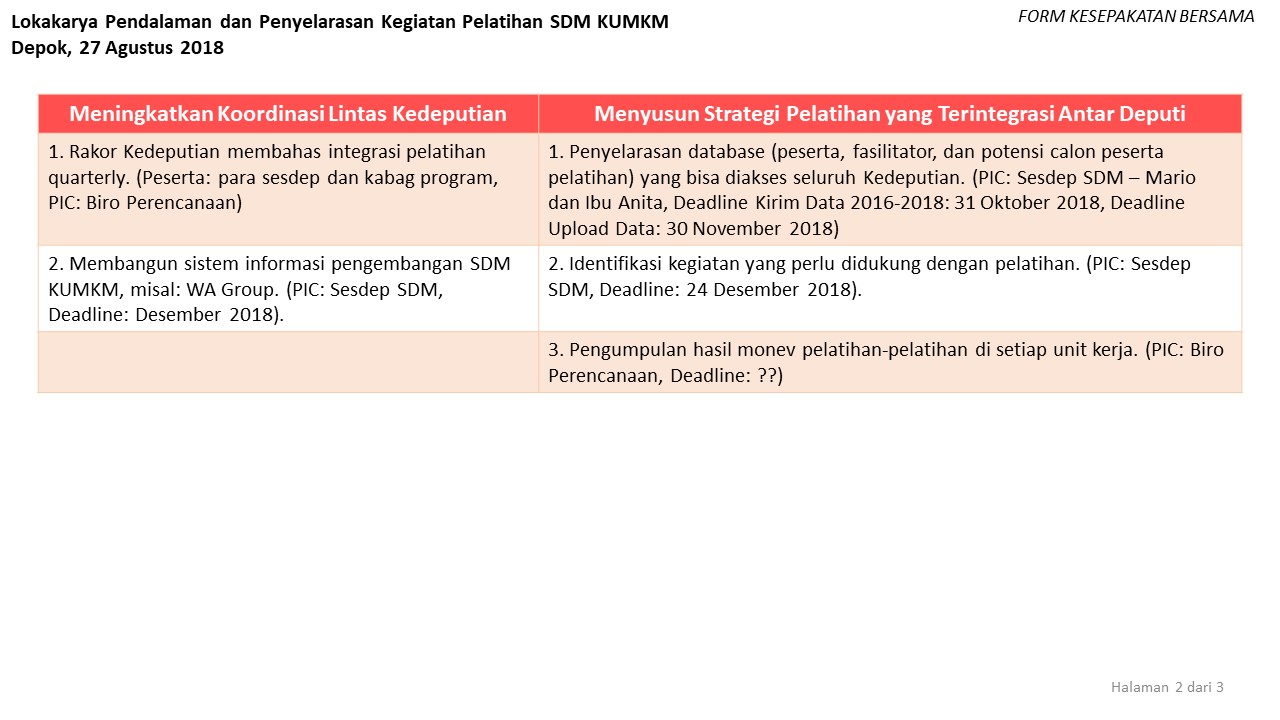 Lokakarya Pendalaman dan Penyelarasan Kegiatan Pelatihan SDM KUMKM
Depok, 27 Agustus 2018
FORM KESEPAKATAN BERSAMA
Meningkatkan Koordinasi Lintas Kedeputian
Menyusun Strategi Pelatihan yang Terintegrasi Antar Deputi
1. Rakor Kedeputian membahas integrasi pelatihan
quarterly. (Peserta: para sesdep dan kabag program,
PIC: Biro Perencanaan)
1. Penyelarasan database (peserta, fasilitator, dan potensi calon peserta
pelatihan) yang bisa diakses seluruh Kedeputian. (PIC: Sesdep SDM – Mario
dan Ibu Anita, Deadline Kirim Data 2016-2018: 31 Oktober 2018, Deadline
Upload Data: 30 November 2018)
2. Membangun sistem informasi pengembangan SDM
KUMKM, misal: WA Group. (PIC: Sesdep SDM,
Deadline: Desember 2018).
2. Identifikasi kegiatan yang perlu didukung dengan pelatihan. (PIC: Sesdep
SDM, Deadline: 24 Desember 2018).
3. Pengumpulan hasil monev pelatihan-pelatihan di setiap unit kerja. (PIC: Biro
Perencanaan, Deadline: ??)
Halaman 2 dari 3